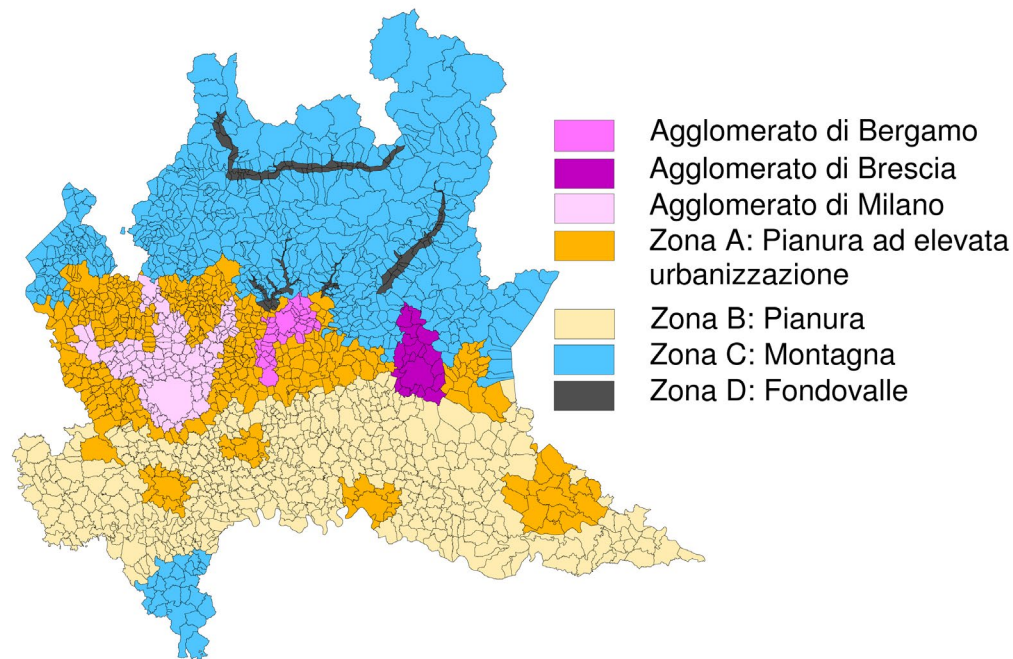 Agglomerato di Bergamo
Agglomerato di Brescia
Agglomerato di Milano
Zona A: Pianura ad elevata
urbanizzazione
Zona B: Pianura
Zona C: Montagna
Zona D: Fondovalle